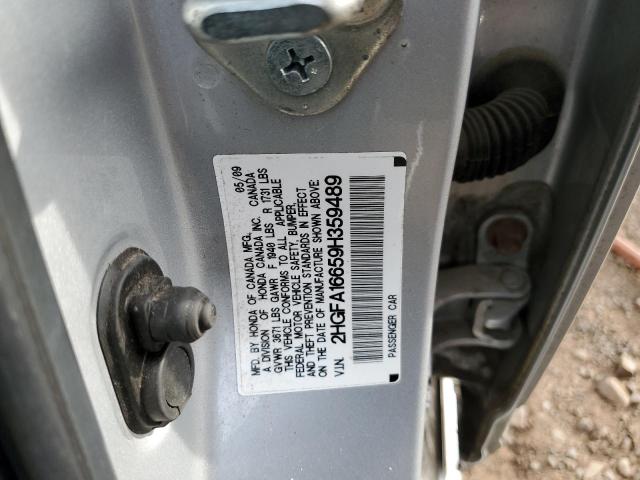 MFD. BY HONDA OF CANADA MFG. 05/09
A DIVISION OF HONDA CANADA INC. CANADA
GVWR 3671 LBS GAWR F 1940 LBS R 1731 LBS
THIS VEHICLE CONFORMS TO ALL APPLICABLE
FEDERAL MOTOR VEHICLE SAFETY, BUMPER,
AND THEFT PREVENTION STANDARDS IN EFFECT
ON THE DATE OF MANUFACTURE SHOWN ABOVE:
V.I.N. 2HGFA16659H359489
PASSENGER CAR